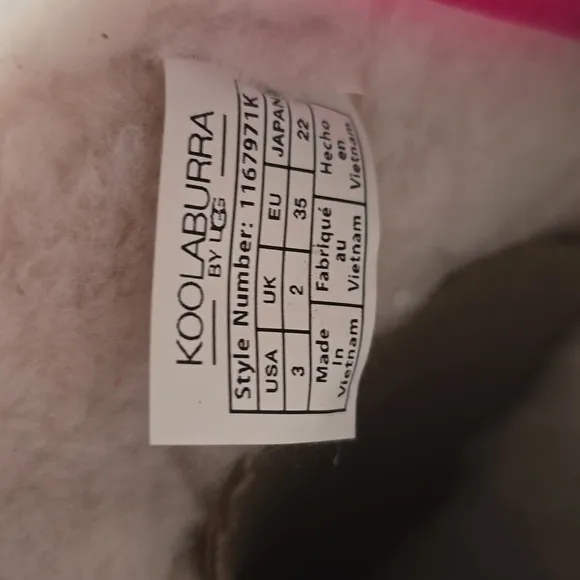 KOOLABURRA
BY UGG
Style Number: 1167971K
USA UK EU JAPAN
3 2 35 22
Made in Vietnam
Fabriqué au Vietnam
Hecho en Vietnam